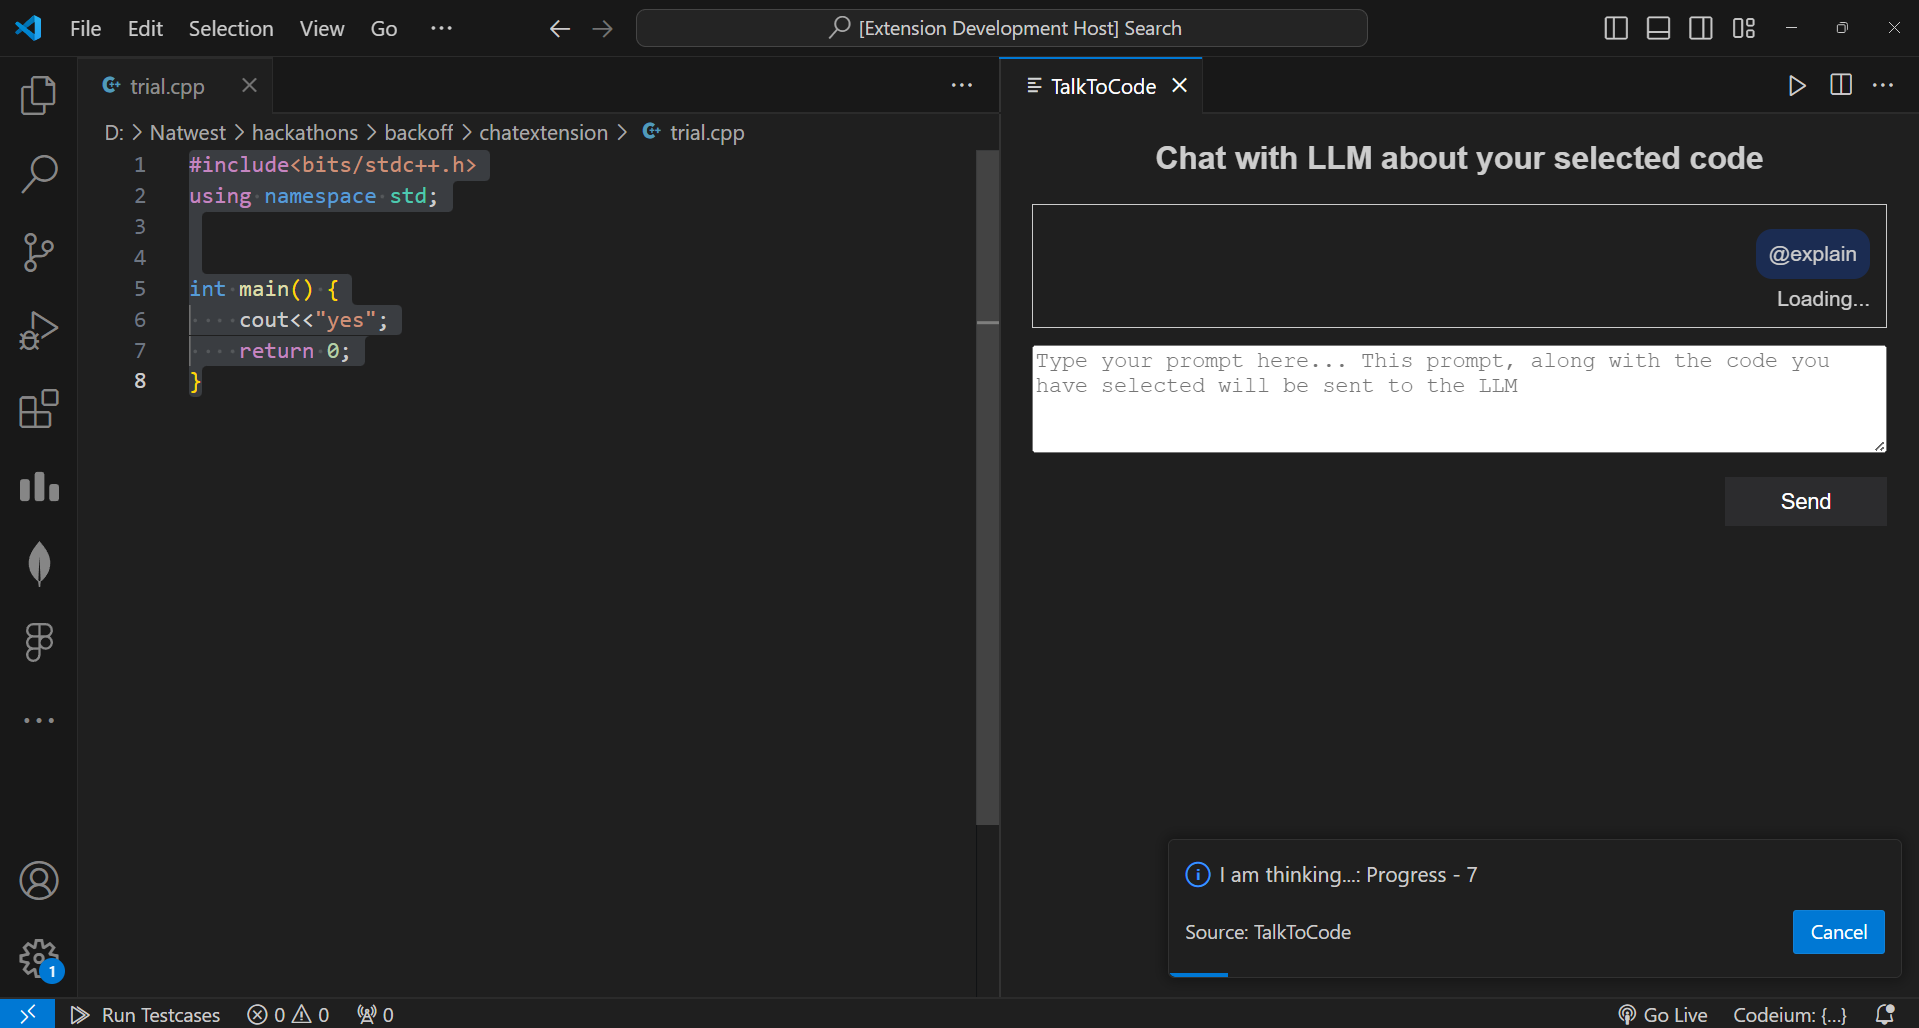 File Edit Selection View Go ···
[Extension Development Host] Search
trial.cpp
TalkToCode
D: > Natwest > hackathons > backoff > chatextension > trial.cpp
1 #include<bits/stdc++.h>
2 using namespace std;
3
4
5 int main() {
6 cout<<"yes";
7 return 0;
8 }
Chat with LLM about your selected code
@explain
Loading...
Type your prompt here... This prompt, along with the code you
have selected will be sent to the LLM
Send
I am thinking...: Progress - 7
Source: TalkToCode
Cancel
1
Run Testcases 0 0 0
Go Live Codeium: {...}